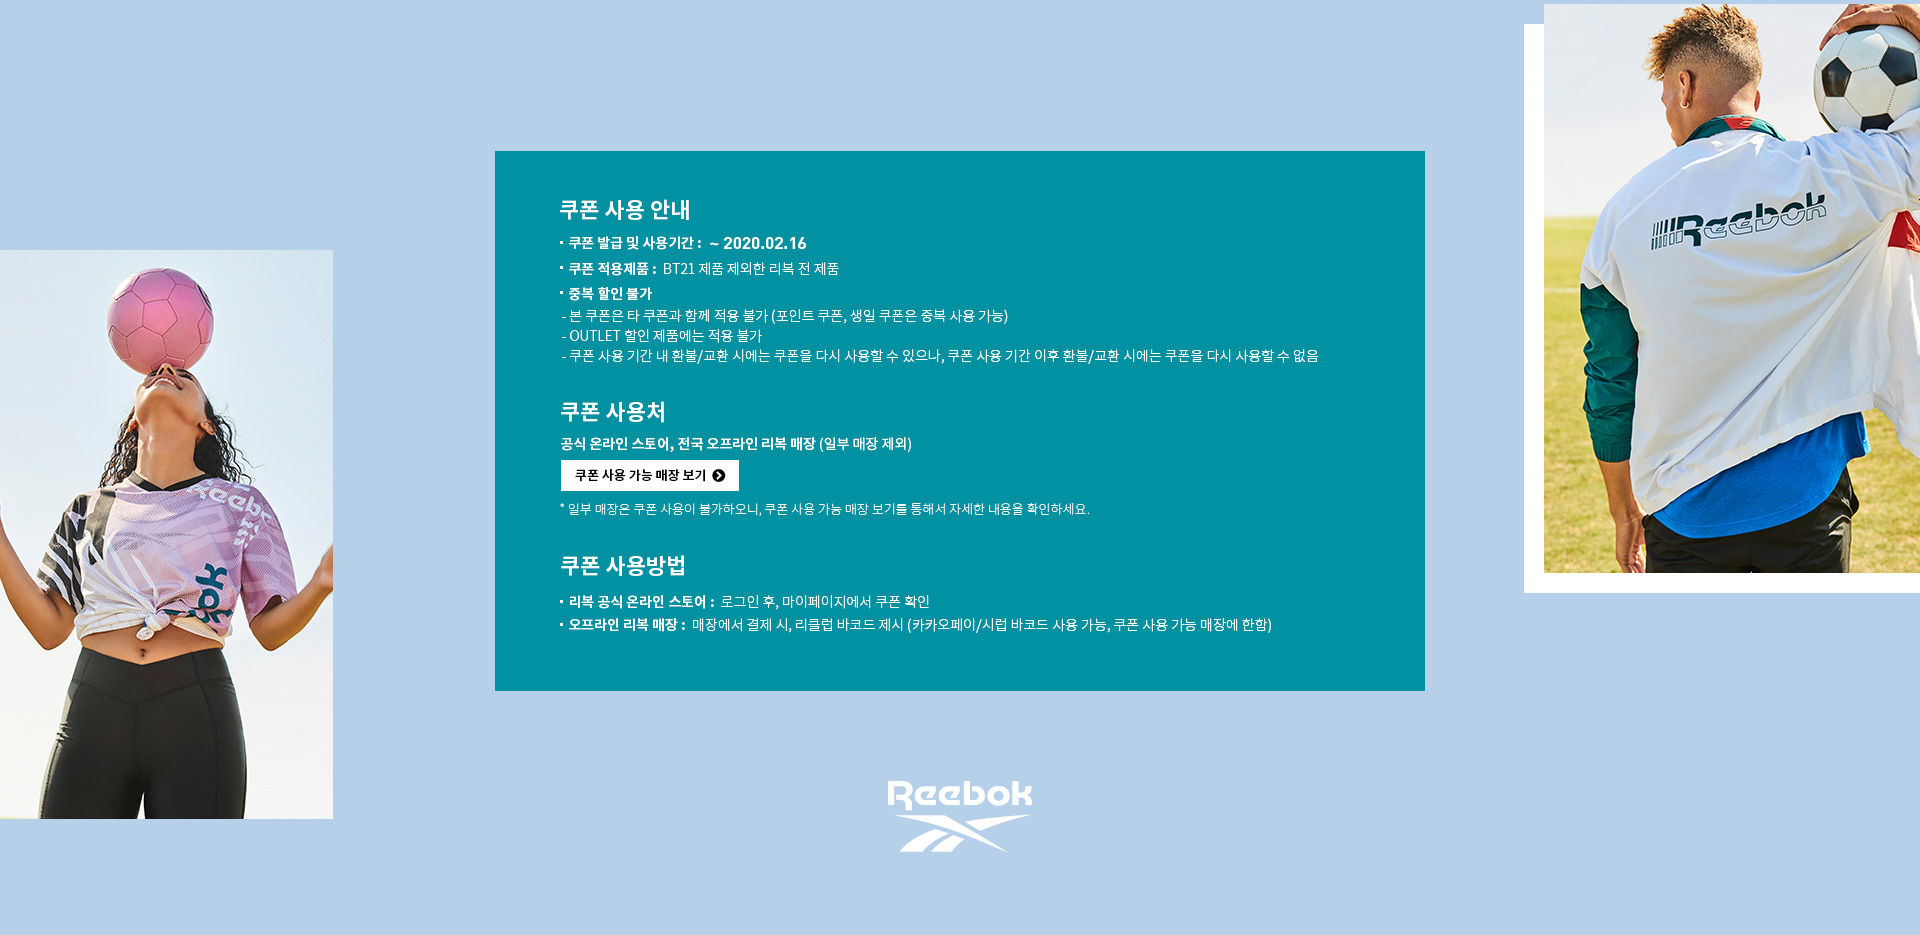 쿠폰 사용 안내
· 쿠폰 발급 및 사용기간 : ~ 2020.02.16
· 쿠폰 적용제품 : BT21 제품 제외한 리복 전 제품
· 중복 할인 불가
- 본 쿠폰은 타 쿠폰과 함께 적용 불가 (포인트 쿠폰, 생일 쿠폰은 중복 사용 가능)
- OUTLET 할인 제품에는 적용 불가
- 쿠폰 사용 기간 내 환불/교환 시에는 쿠폰을 다시 사용할 수 있으나, 쿠폰 사용 기간 이후 환불/교환 시에는 쿠폰을 다시 사용할 수 없음
쿠폰 사용처
공식 온라인 스토어, 전국 오프라인 리복 매장 (일부 매장 제외)
쿠폰 사용 가능 매장 보기
* 일부 매장은 쿠폰 사용이 불가하오니, 쿠폰 사용 가능 매장 보기를 통해서 자세한 내용을 확인하세요.
쿠폰 사용방법
· 리복 공식 온라인 스토어 : 로그인 후, 마이페이지에서 쿠폰 확인
· 오프라인 리복 매장 : 매장에서 결제 시, 리클럽 바코드 제시 (카카오페이/시럽 바코드 사용 가능, 쿠폰 사용 가능 매장에 한함)
Reebok
Reebok
Reebo
bok